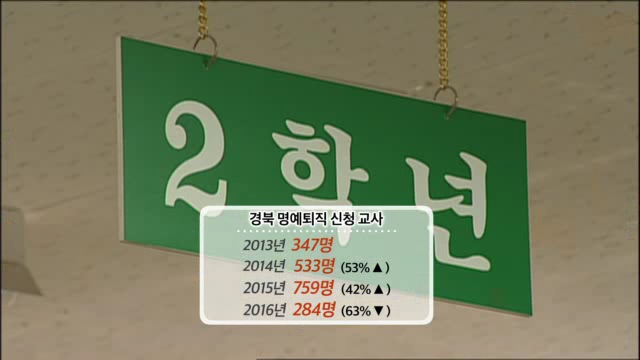 2학년
경북 명예퇴직 신청 교사
2013년 347명
2014년 533명 (53%▲)
2015년 759명 (42%▲)
2016년 284명 (63%▼)